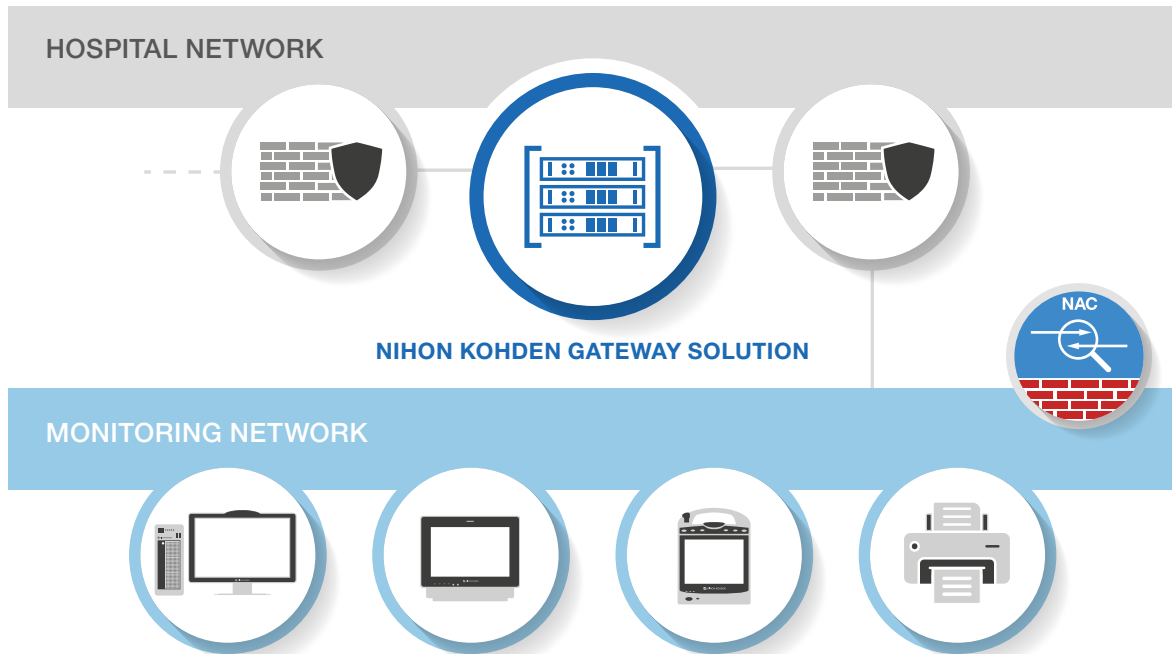 HOSPITAL NETWORK
NAC
NIHON KOHDEN GATEWAY SOLUTION
MONITORING NETWORK